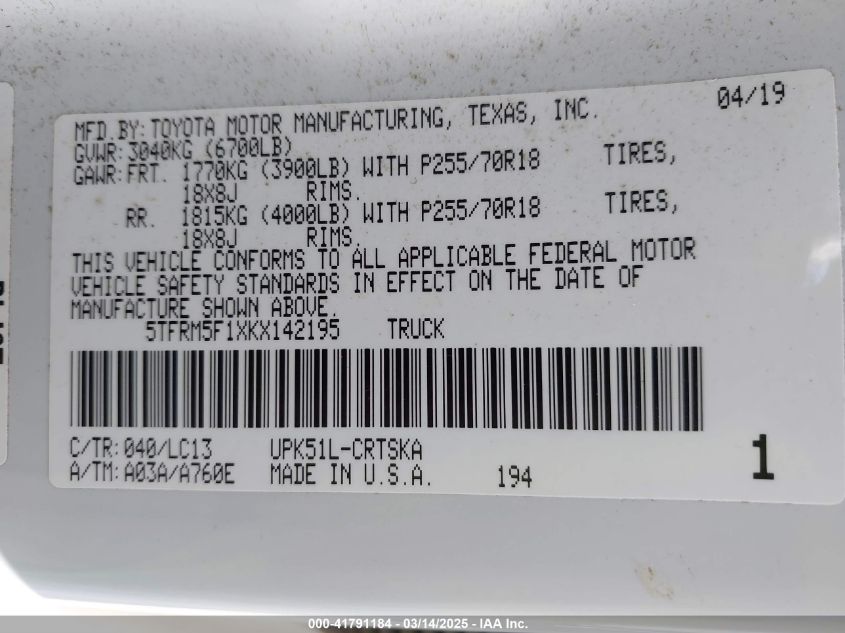 04/19
MFD.BY: TOYOTA MOTOR MANUFACTURING, TEXAS, INC.
GVWR: 3040KG (6700LB)
GAWR: FRT. 1770KG (3900LB) WITH P255/70R18 TIRES,
18X8J RIMS.
RR. 1815KG (4000LB) WITH P255/70R18 TIRES,
18X8J RIMS.
THIS VEHICLE CONFORMS TO ALL APPLICABLE FEDERAL MOTOR
VEHICLE SAFETY STANDARDS IN EFFECT ON THE DATE OF
MANUFACTURE SHOWN ABOVE.
5TFRM5F1XKX142195 TRUCK
C/TR: 040/LC13 UPK51L-CRTSKA
A/TM: A03A/A760E MADE IN U.S.A. 194
1
000-41791184 - 03/14/2025 - IAA Inc.